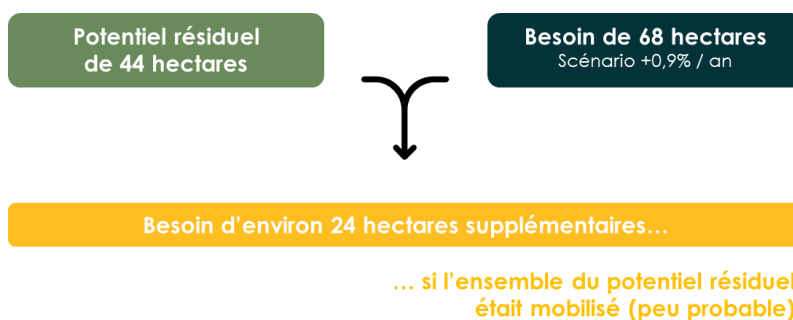 Potentiel résiduel
de 44 hectares
Besoin de 68 hectares
Scénario +0,9% / an
Besoin d'environ 24 hectares supplémentaires…
… si l'ensemble du potentiel résiduel
était mobilisé (peu probable)